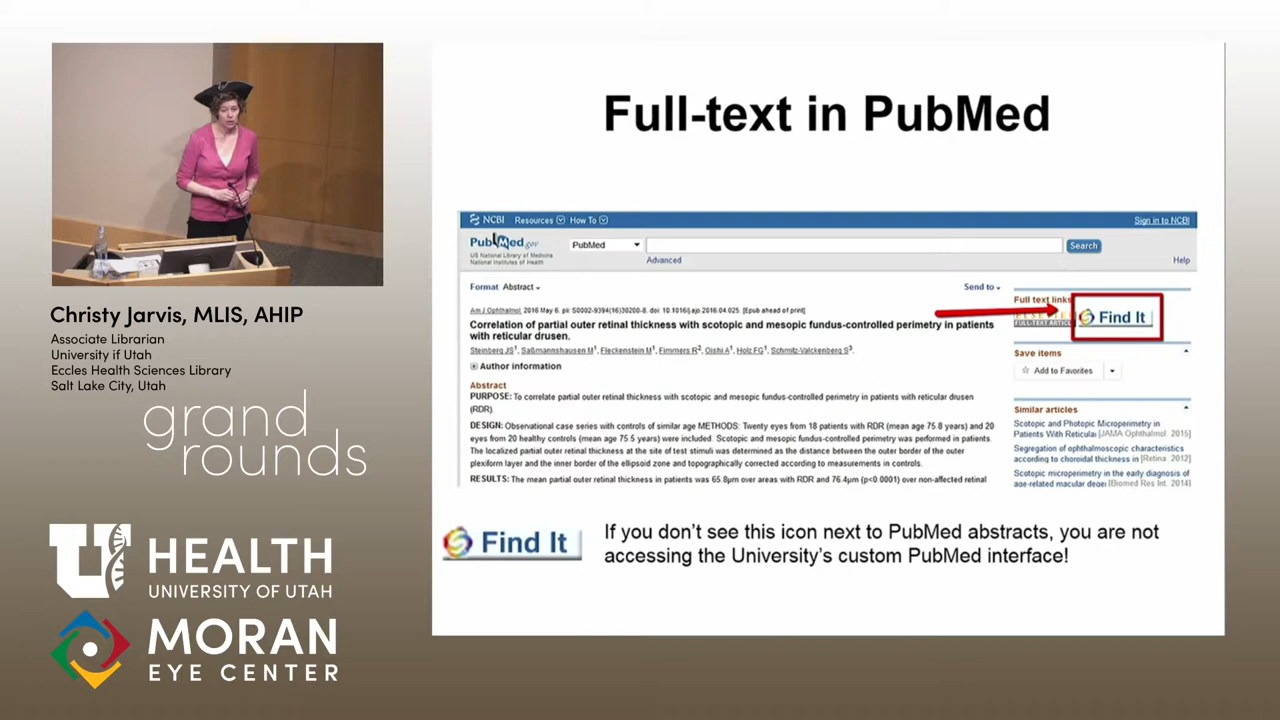 Christy Jarvis, MLIS, AHIP
Associate Librarian
University if Utah
Eccles Health Sciences Library
Salt Lake City, Utah
grand
rounds
U
HEALTH
UNIVERSITY OF UTAH
MORAN
EYE CENTER
Full-text in PubMed
NCBI Resources How To Sign in to NCBI
PubMed.gov PubMed Search
US National Library of Medicine
National Institutes of Health
Advanced Help
Format Abstract Send to
Am J Ophthalmol. 2016 May 6. pii: S0002-9394(16)30200-8. doi: 10.1016/j.ajo.2016.04.025. [Epub ahead of print]
Correlation of partial outer retinal thickness with scotopic and mesopic fundus-controlled perimetry in patients
with reticular drusen.
Steinberg JS1, Saßmannshausen M1, Fleckenstein M1, Fimmers R2, Oishi A1, Holz FG1, Schmitz-Valckenberg S3.
Author information
Abstract
PURPOSE: To correlate partial outer retinal thickness with scotopic and mesopic fundus-controlled perimetry in patients with reticular drusen
(RDR)
DESIGN: Observational case series with controls of similar age METHODS: Twenty eyes from 18 patients with RDR (mean age 75.8 years) and 20
eyes from 20 healthy controls (mean age 75.5 years) were included. Scotopic and mesopic fundus-controlled perimetry was performed in patients.
The localized partial outer retinal thickness at the site of test stimuli was determined as the distance between the outer border of the outer
plexiform layer and the inner border of the ellipsoid zone and topographically corrected according to measurements in controls.
RESULTS: The mean partial outer retinal thickness in patients was 65.8µm over areas with RDR and 76.4µm (p<0.0001) over non-affected retinal
Full text links
FULL-TEXT ARTICLE
Find It
Save items
Add to Favorites
Similar articles
Scotopic and Photopic Microperimetry in
Patients With Reticular [JAMA Ophthalmol. 2015]
Segregation of ophthalmoscopic characteristics
according to choroidal thickness in [Retina. 2012]
Scotopic microperimetry in the early diagnosis of
age-related macular dege [Biomed Res Int. 2014]
Find It
If you don't see this icon next to PubMed abstracts, you are not
accessing the University's custom PubMed interface!